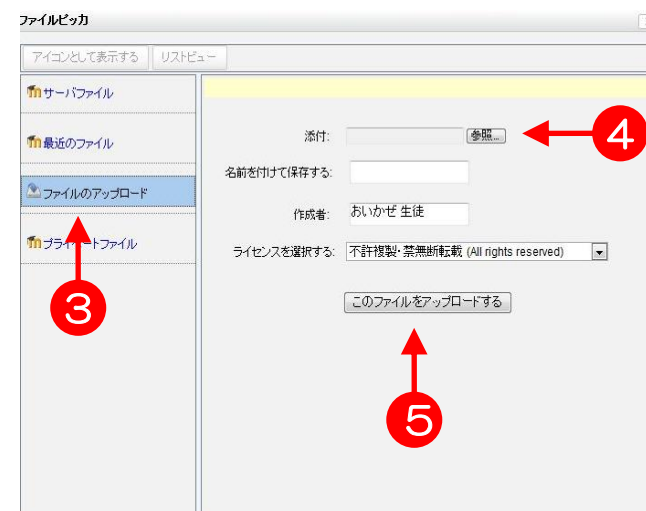 ファイルピッカ
アイコンとして表示する リストビュー
サーバファイル
最近のファイル
ファイルのアップロード
プライベートファイル
3
添付: 参照... 4
名前を付けて保存する:
作成者: おいかぜ 生徒
ライセンスを選択する: 不許複製・禁無断転載 (All rights reserved)
このファイルをアップロードする
5